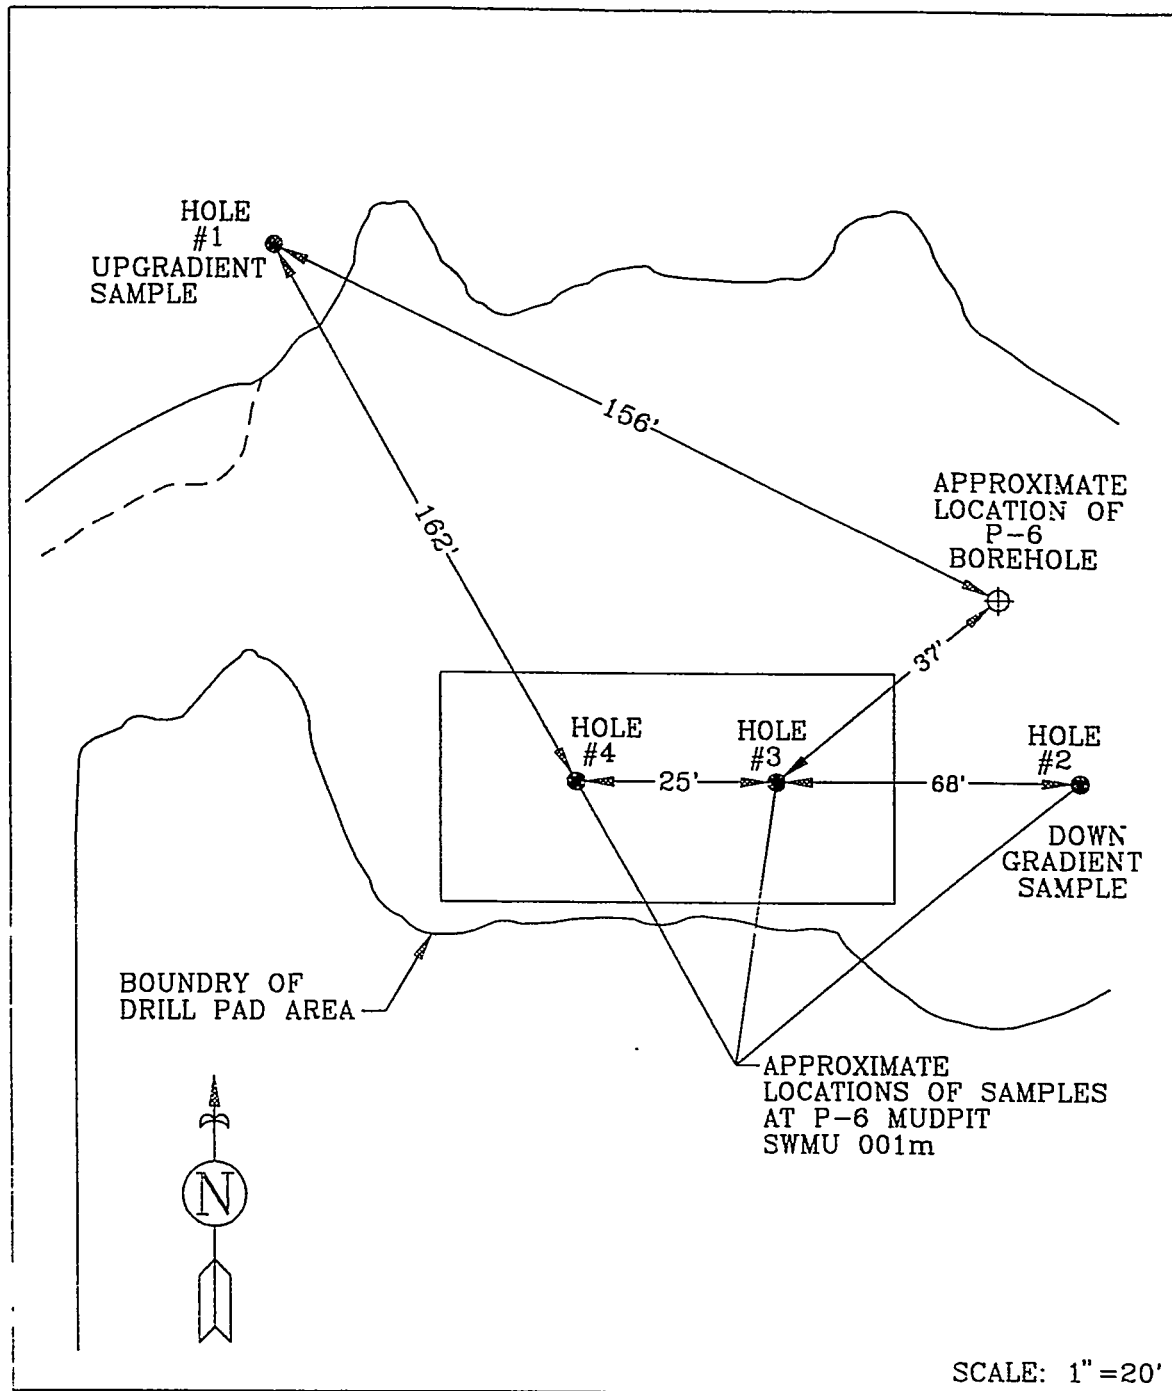 HOLE
#1
UPGRADIENT
SAMPLE
156'
162'
APPROXIMATE
LOCATION OF
P-6
BOREHOLE
37'
HOLE
#4
HOLE
#3
HOLE
#2
25'
68'
DOWN
GRADIENT
SAMPLE
BOUNDRY OF
DRILL PAD AREA
APPROXIMATE
LOCATIONS OF SAMPLES
AT P-6 MUDPIT
SWMU 001m
N
SCALE: 1"=20'